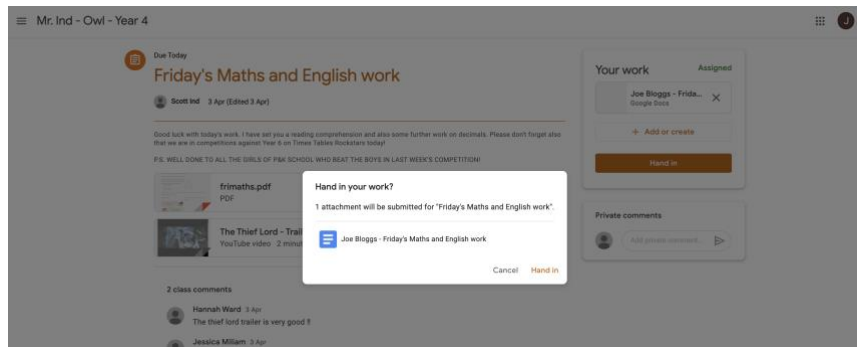 Mr. Ind - Owl - Year 4
J
Due Today
Friday's Maths and English work
Scott Ind 3 Apr (Edited 3 Apr)
Good luck with today's work. I have set you a reading comprehension and also some further work on decimals. Please don't forget also
that we are in competitions against Year 6 on Times Tables Rockstars today!
P.S. WELL DONE TO ALL THE GIRLS OF P&K SCHOOL WHO BEAT THE BOYS IN LAST WEEK'S COMPETITION!
frimaths.pdf
PDF
The Thief Lord - Trail
YouTube video 2 minut
2 class comments
Hannah Ward 3 Apr
The thief lord trailer is very good !!
Jessica Miliam 3 Apr
Hand in your work?
1 attachment will be submitted for "Friday's Maths and English work".
Joe Bloggs - Friday's Maths and English work
Cancel Hand in
Your work Assigned
Joe Bloggs - Frida...
Google Docs
+ Add or create
Hand in
Private comments
Add private comment...